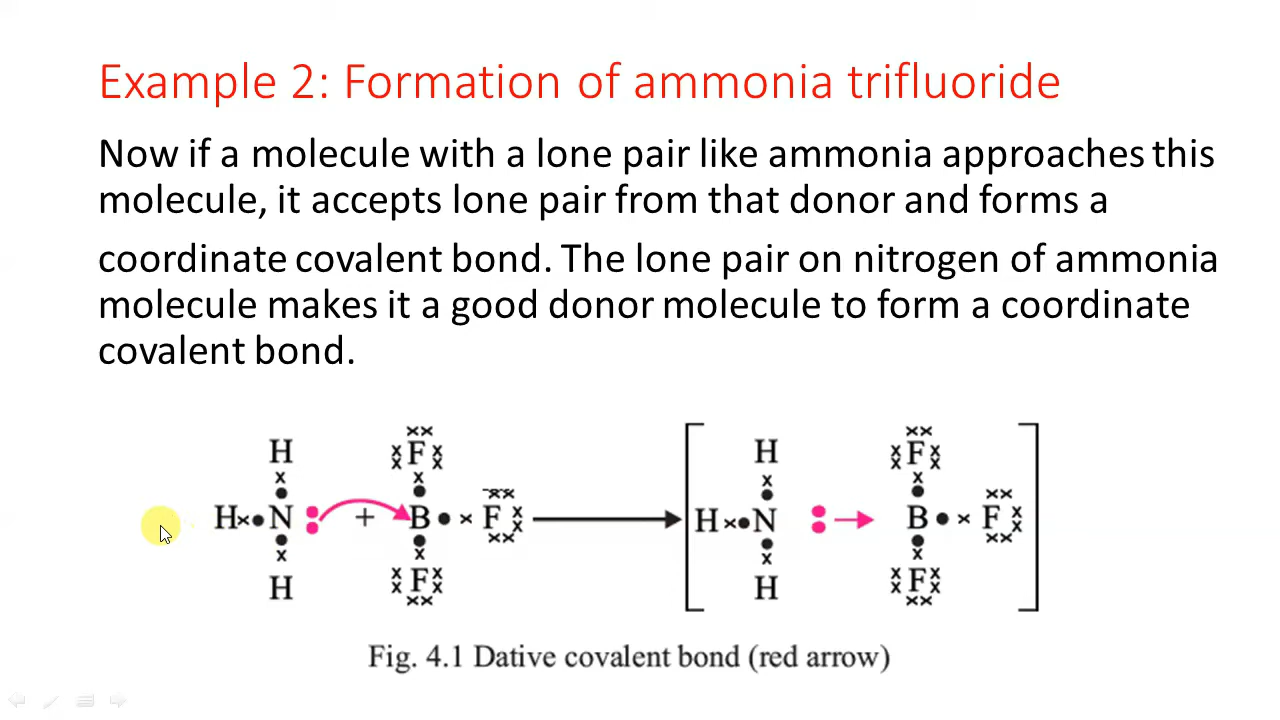 Example 2: Formation of ammonia trifluoride
Now if a molecule with a lone pair like ammonia approaches this
molecule, it accepts lone pair from that donor and forms a
coordinate covalent bond. The lone pair on nitrogen of ammonia
molecule makes it a good donor molecule to form a coordinate
covalent bond.
H F H F
H N + B F H N B F
H F H F
Fig. 4.1 Dative covalent bond (red arrow)